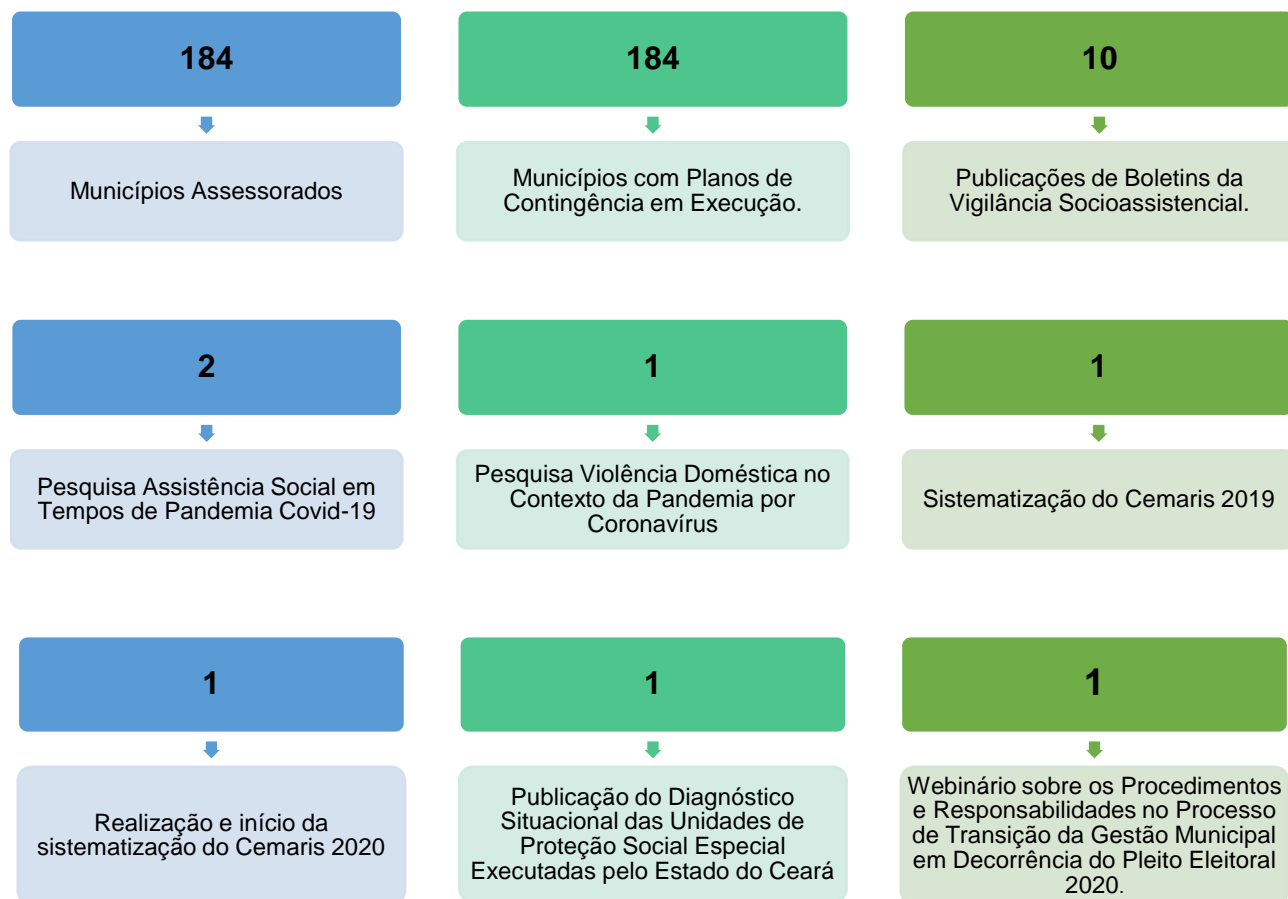 184
Municípios Assessorados
184
Municípios com Planos de
Contingência em Execução.
10
Publicações de Boletins da
Vigilância Socioassistencial.
2
Pesquisa Assistência Social em
Tempos de Pandemia Covid-19
1
Pesquisa Violência Doméstica no
Contexto da Pandemia por
Coronavírus
1
Sistematização do Cemaris 2019
1
Realização e início da
sistematização do Cemaris 2020
1
Publicação do Diagnóstico
Situacional das Unidades de
Proteção Social Especial
Executadas pelo Estado do Ceará
1
Webinário sobre os Procedimentos
e Responsabilidades no Processo
de Transição da Gestão Municipal
em Decorrência do Pleito Eleitoral
2020.